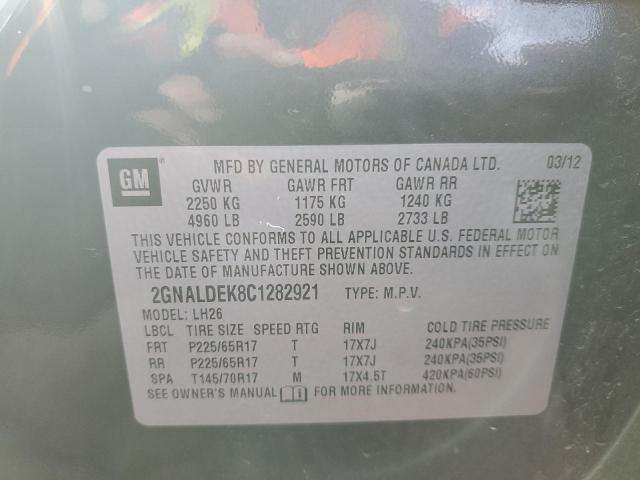 GM
MFD BY GENERAL MOTORS OF CANADA LTD. 03/12
GVWR GAWR FRT GAWR RR
2250 KG 1175 KG 1240 KG
4960 LB 2590 LB 2733 LB
THIS VEHICLE CONFORMS TO ALL APPLICABLE U.S. FEDERAL MOTOR
VEHICLE SAFETY AND THEFT PREVENTION STANDARDS IN EFFECT ON
THE DATE OF MANUFACTURE SHOWN ABOVE.
2GNALDEK8C1282921 TYPE: M.P.V.
MODEL: LH26
LBCL TIRE SIZE SPEED RTG RIM COLD TIRE PRESSURE
FRT P225/65R17 T 17X7J 240KPA(35PSI)
RR P225/65R17 T 17X7J 240KPA(35PSI)
SPA T145/70R17 M 17X4.5T 420KPA(60PSI)
SEE OWNER'S MANUAL FOR MORE INFORMATION.